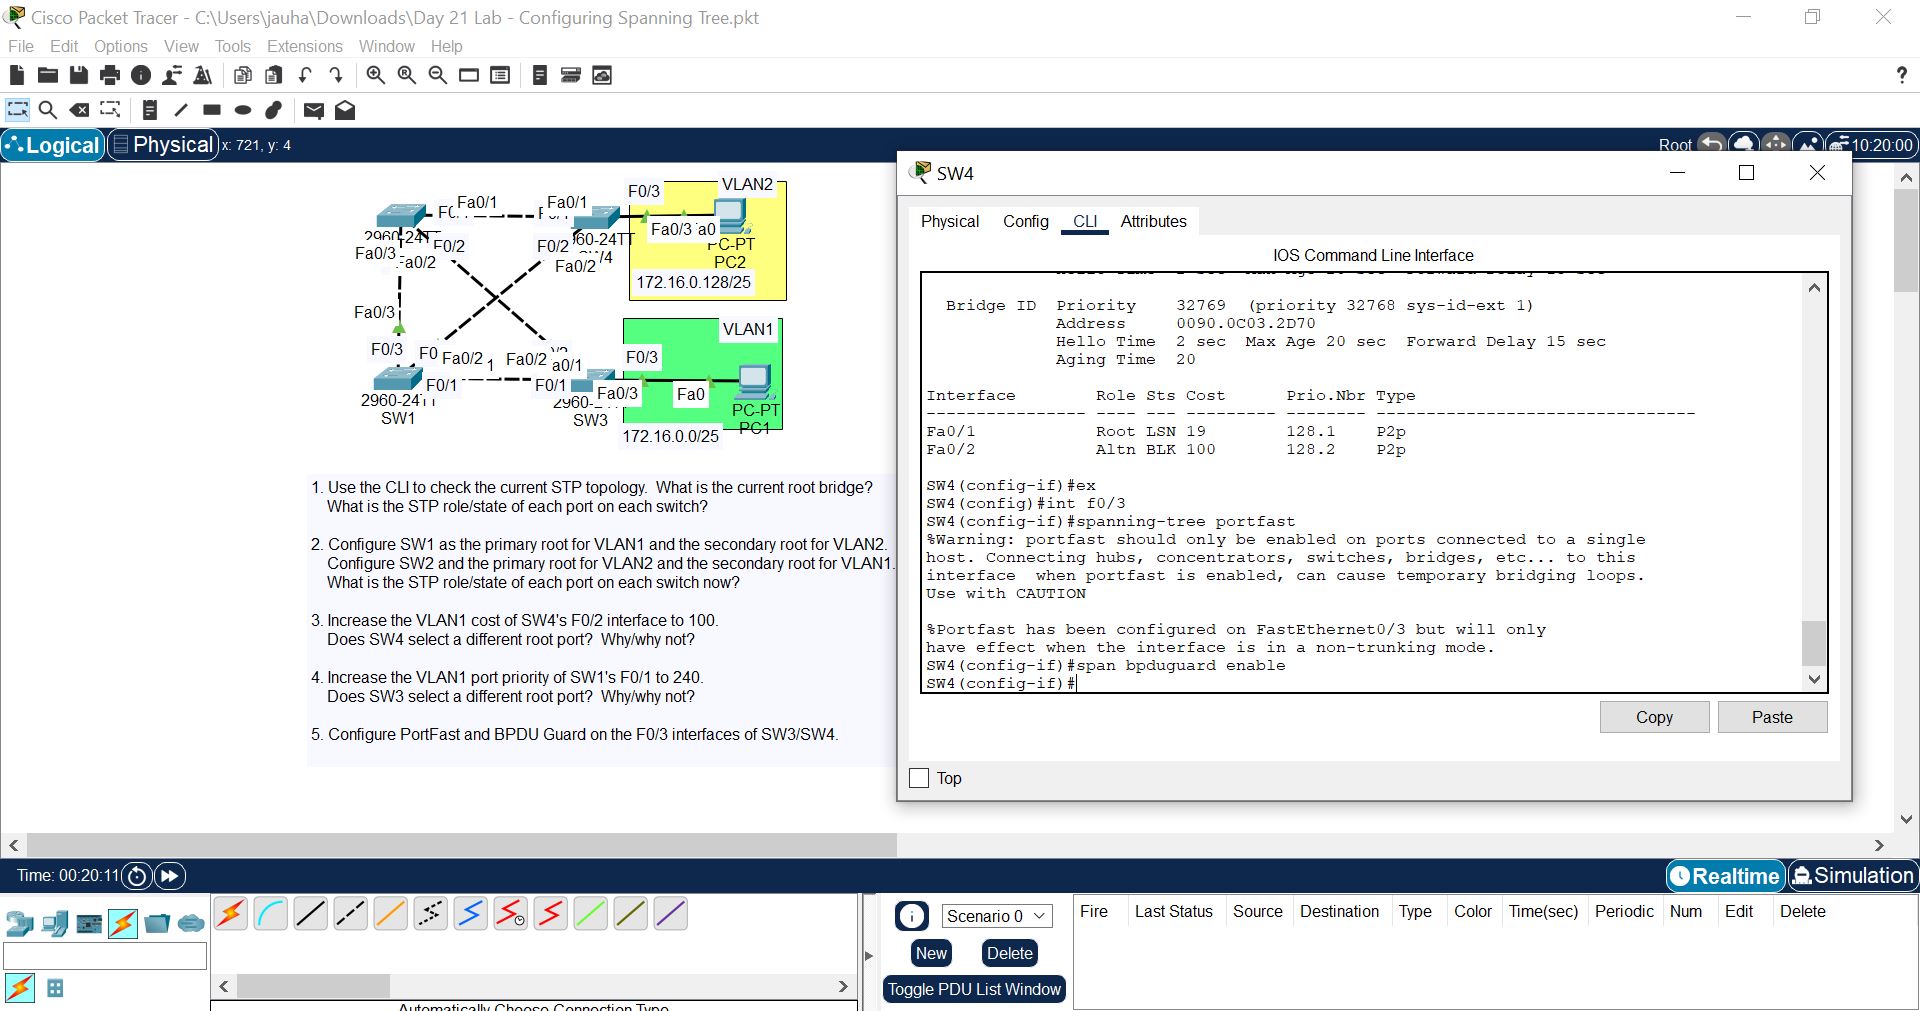 Cisco Packet Tracer - C:\Users\jauha\Downloads\Day 21 Lab - Configuring Spanning Tree.pkt
File Edit Options View Tools Extensions Window Help
?
Logical Physical x: 721, y: 4
Root 10:20:00
Fa0/1
Fa0/1
F0/3
VLAN2
2960-24TT
F0/2
F0/2
Fa0/3
Fa0/3
Fa0/2
Fa0/2
PC-PT
PC2
172.16.0.128/25
Fa0/3
VLAN1
F0/3
Fa0/2
Fa0/2
F0/3
F0/1
F0/1
Fa0/3
Fa0
SW1
SW3
PC-PT
PC1
172.16.0.0/25
1. Use the CLI to check the current STP topology. What is the current root bridge?
What is the STP role/state of each port on each switch?
2. Configure SW1 as the primary root for VLAN1 and the secondary root for VLAN2.
Configure SW2 and the primary root for VLAN2 and the secondary root for VLAN1.
What is the STP role/state of each port on each switch now?
3. Increase the VLAN1 cost of SW4's F0/2 interface to 100.
Does SW4 select a different root port? Why/why not?
4. Increase the VLAN1 port priority of SW1's F0/1 to 240.
Does SW3 select a different root port? Why/why not?
5. Configure PortFast and BPDU Guard on the F0/3 interfaces of SW3/SW4.
SW4
Physical Config CLI Attributes
IOS Command Line Interface
Bridge ID Priority 32769 (priority 32768 sys-id-ext 1)
Address 0090.0C03.2D70
Hello Time 2 sec Max Age 20 sec Forward Delay 15 sec
Aging Time 20
Interface Role Sts Cost Prio.Nbr Type
---------------- ---- --- --------- -------- --------------------------------
Fa0/1 Root LSN 19 128.1 P2p
Fa0/2 Altn BLK 100 128.2 P2p
SW4(config-if)#ex
SW4(config)#int f0/3
SW4(config-if)#spanning-tree portfast
%Warning: portfast should only be enabled on ports connected to a single
host. Connecting hubs, concentrators, switches, bridges, etc... to this
interface when portfast is enabled, can cause temporary bridging loops.
Use with CAUTION
%Portfast has been configured on FastEthernet0/3 but will only
have effect when the interface is in a non-trunking mode.
SW4(config-if)#span bpduguard enable
SW4(config-if)#
Copy Paste
Top
Time: 00:20:11
Realtime Simulation
Scenario 0
New Delete
Toggle PDU List Window
Fire Last Status Source Destination Type Color Time(sec) Periodic Num Edit Delete
Automatically Choose Connection Type